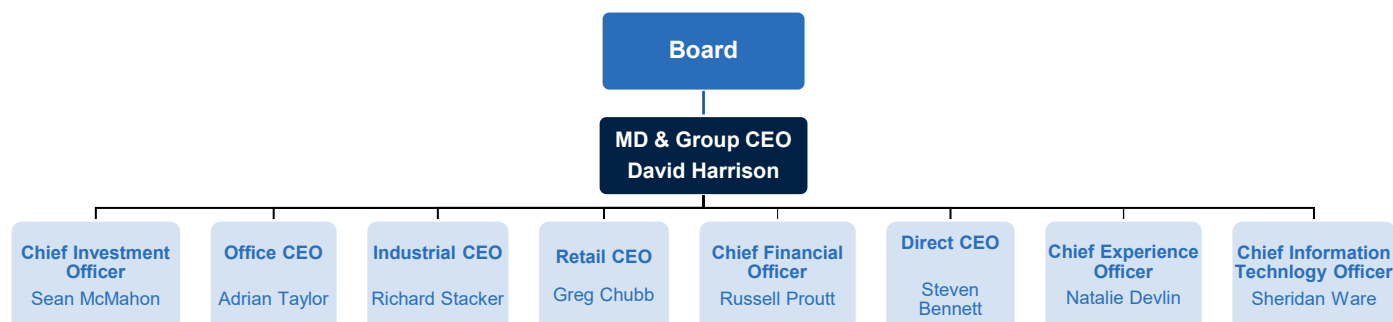 Board
MD & Group CEO
David Harrison
Chief Investment
Officer
Sean McMahon
Office CEO
Adrian Taylor
Industrial CEO
Richard Stacker
Retail CEO
Greg Chubb
Chief Financial
Officer
Russell Proutt
Direct CEO
Steven
Bennett
Chief Experience
Officer
Natalie Devlin
Chief Information
Technlogy Officer
Sheridan Ware